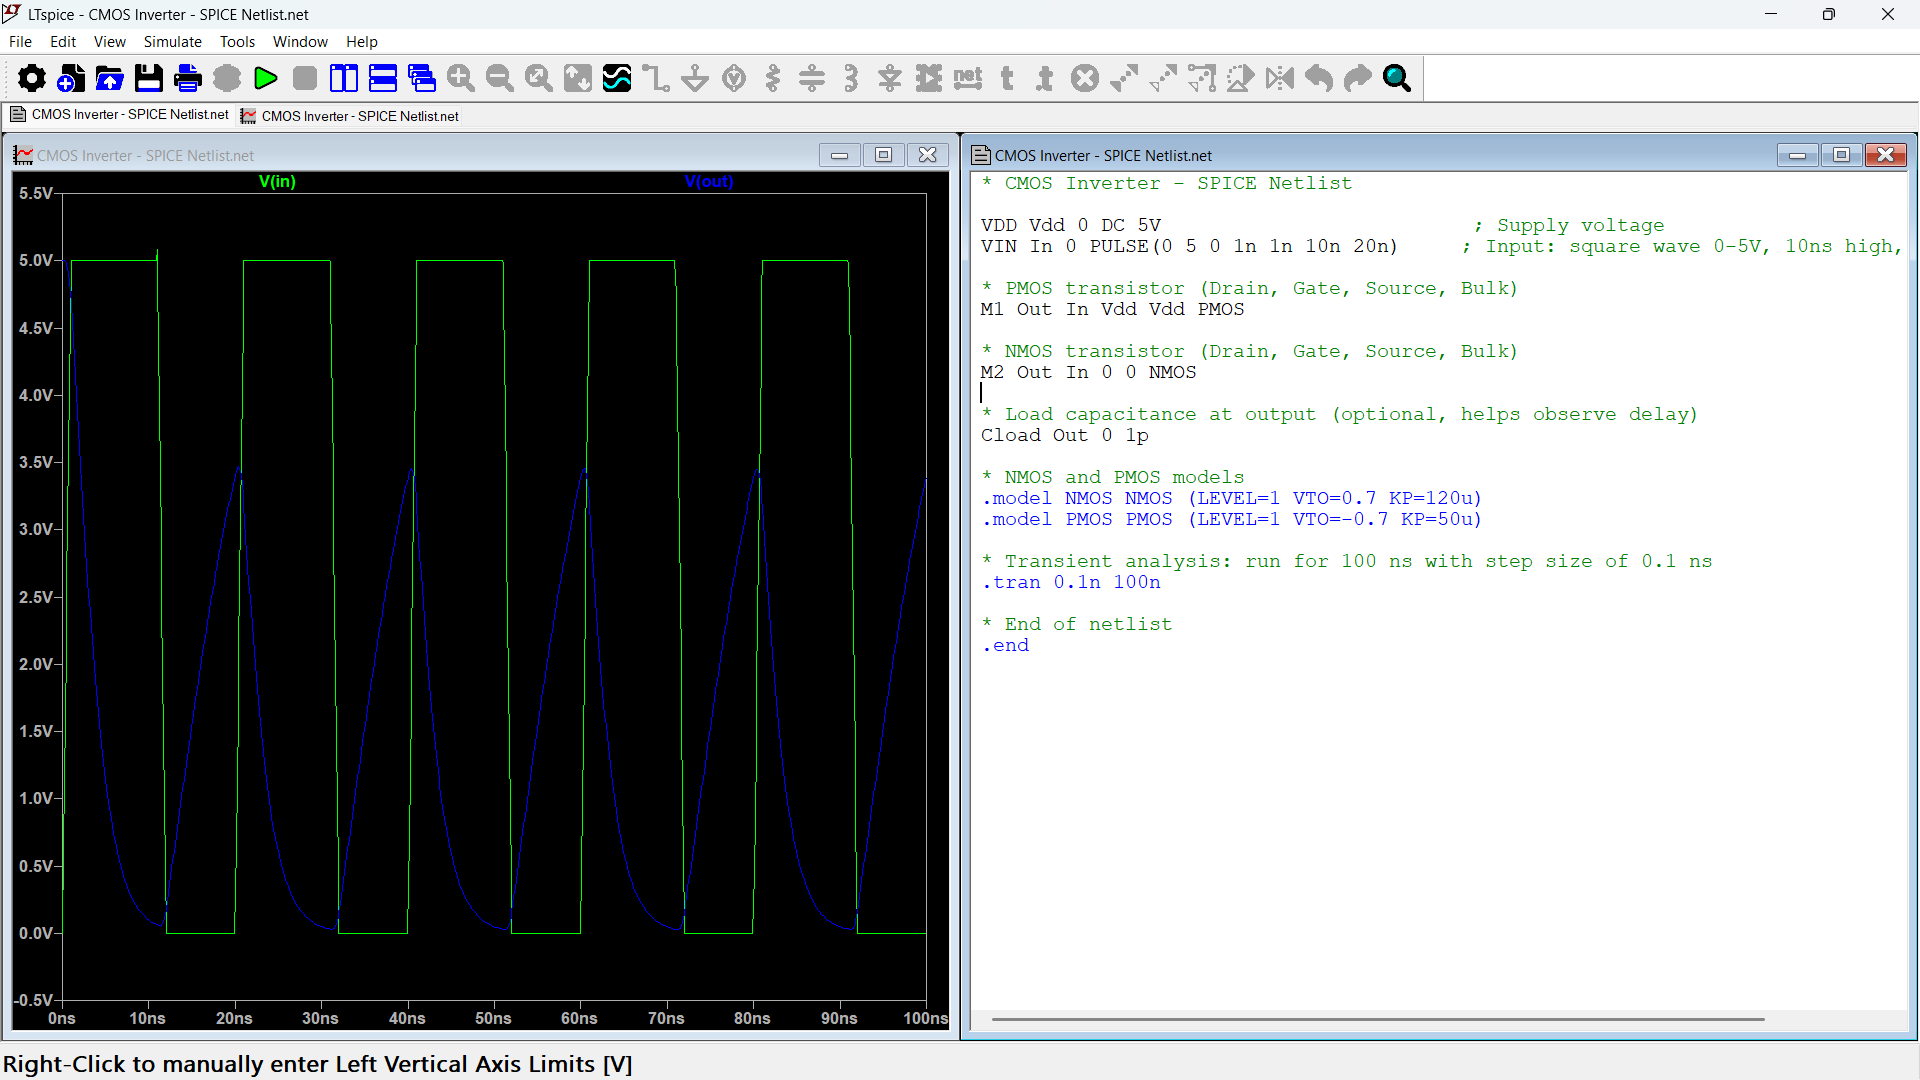 LTspice - CMOS Inverter - SPICE Netlist.net
File Edit View Simulate Tools Window Help
net t .t
CMOS Inverter - SPICE Netlist.net CMOS Inverter - SPICE Netlist.net
CMOS Inverter - SPICE Netlist.net
V(in) V(out)
5.5V
5.0V
4.5V
4.0V
3.5V
3.0V
2.5V
2.0V
1.5V
1.0V
0.5V
0.0V
-0.5V
0ns 10ns 20ns 30ns 40ns 50ns 60ns 70ns 80ns 90ns 100ns
CMOS Inverter - SPICE Netlist.net
* CMOS Inverter - SPICE Netlist
VDD Vdd 0 DC 5V ; Supply voltage
VIN In 0 PULSE(0 5 0 1n 1n 10n 20n) ; Input: square wave 0-5V, 10ns high,
* PMOS transistor (Drain, Gate, Source, Bulk)
M1 Out In Vdd Vdd PMOS
* NMOS transistor (Drain, Gate, Source, Bulk)
M2 Out In 0 0 NMOS
* Load capacitance at output (optional, helps observe delay)
Cload Out 0 1p
* NMOS and PMOS models
.model NMOS NMOS (LEVEL=1 VTO=0.7 KP=120u)
.model PMOS PMOS (LEVEL=1 VTO=-0.7 KP=50u)
* Transient analysis: run for 100 ns with step size of 0.1 ns
.tran 0.1n 100n
* End of netlist
.end
Right-Click to manually enter Left Vertical Axis Limits [V]